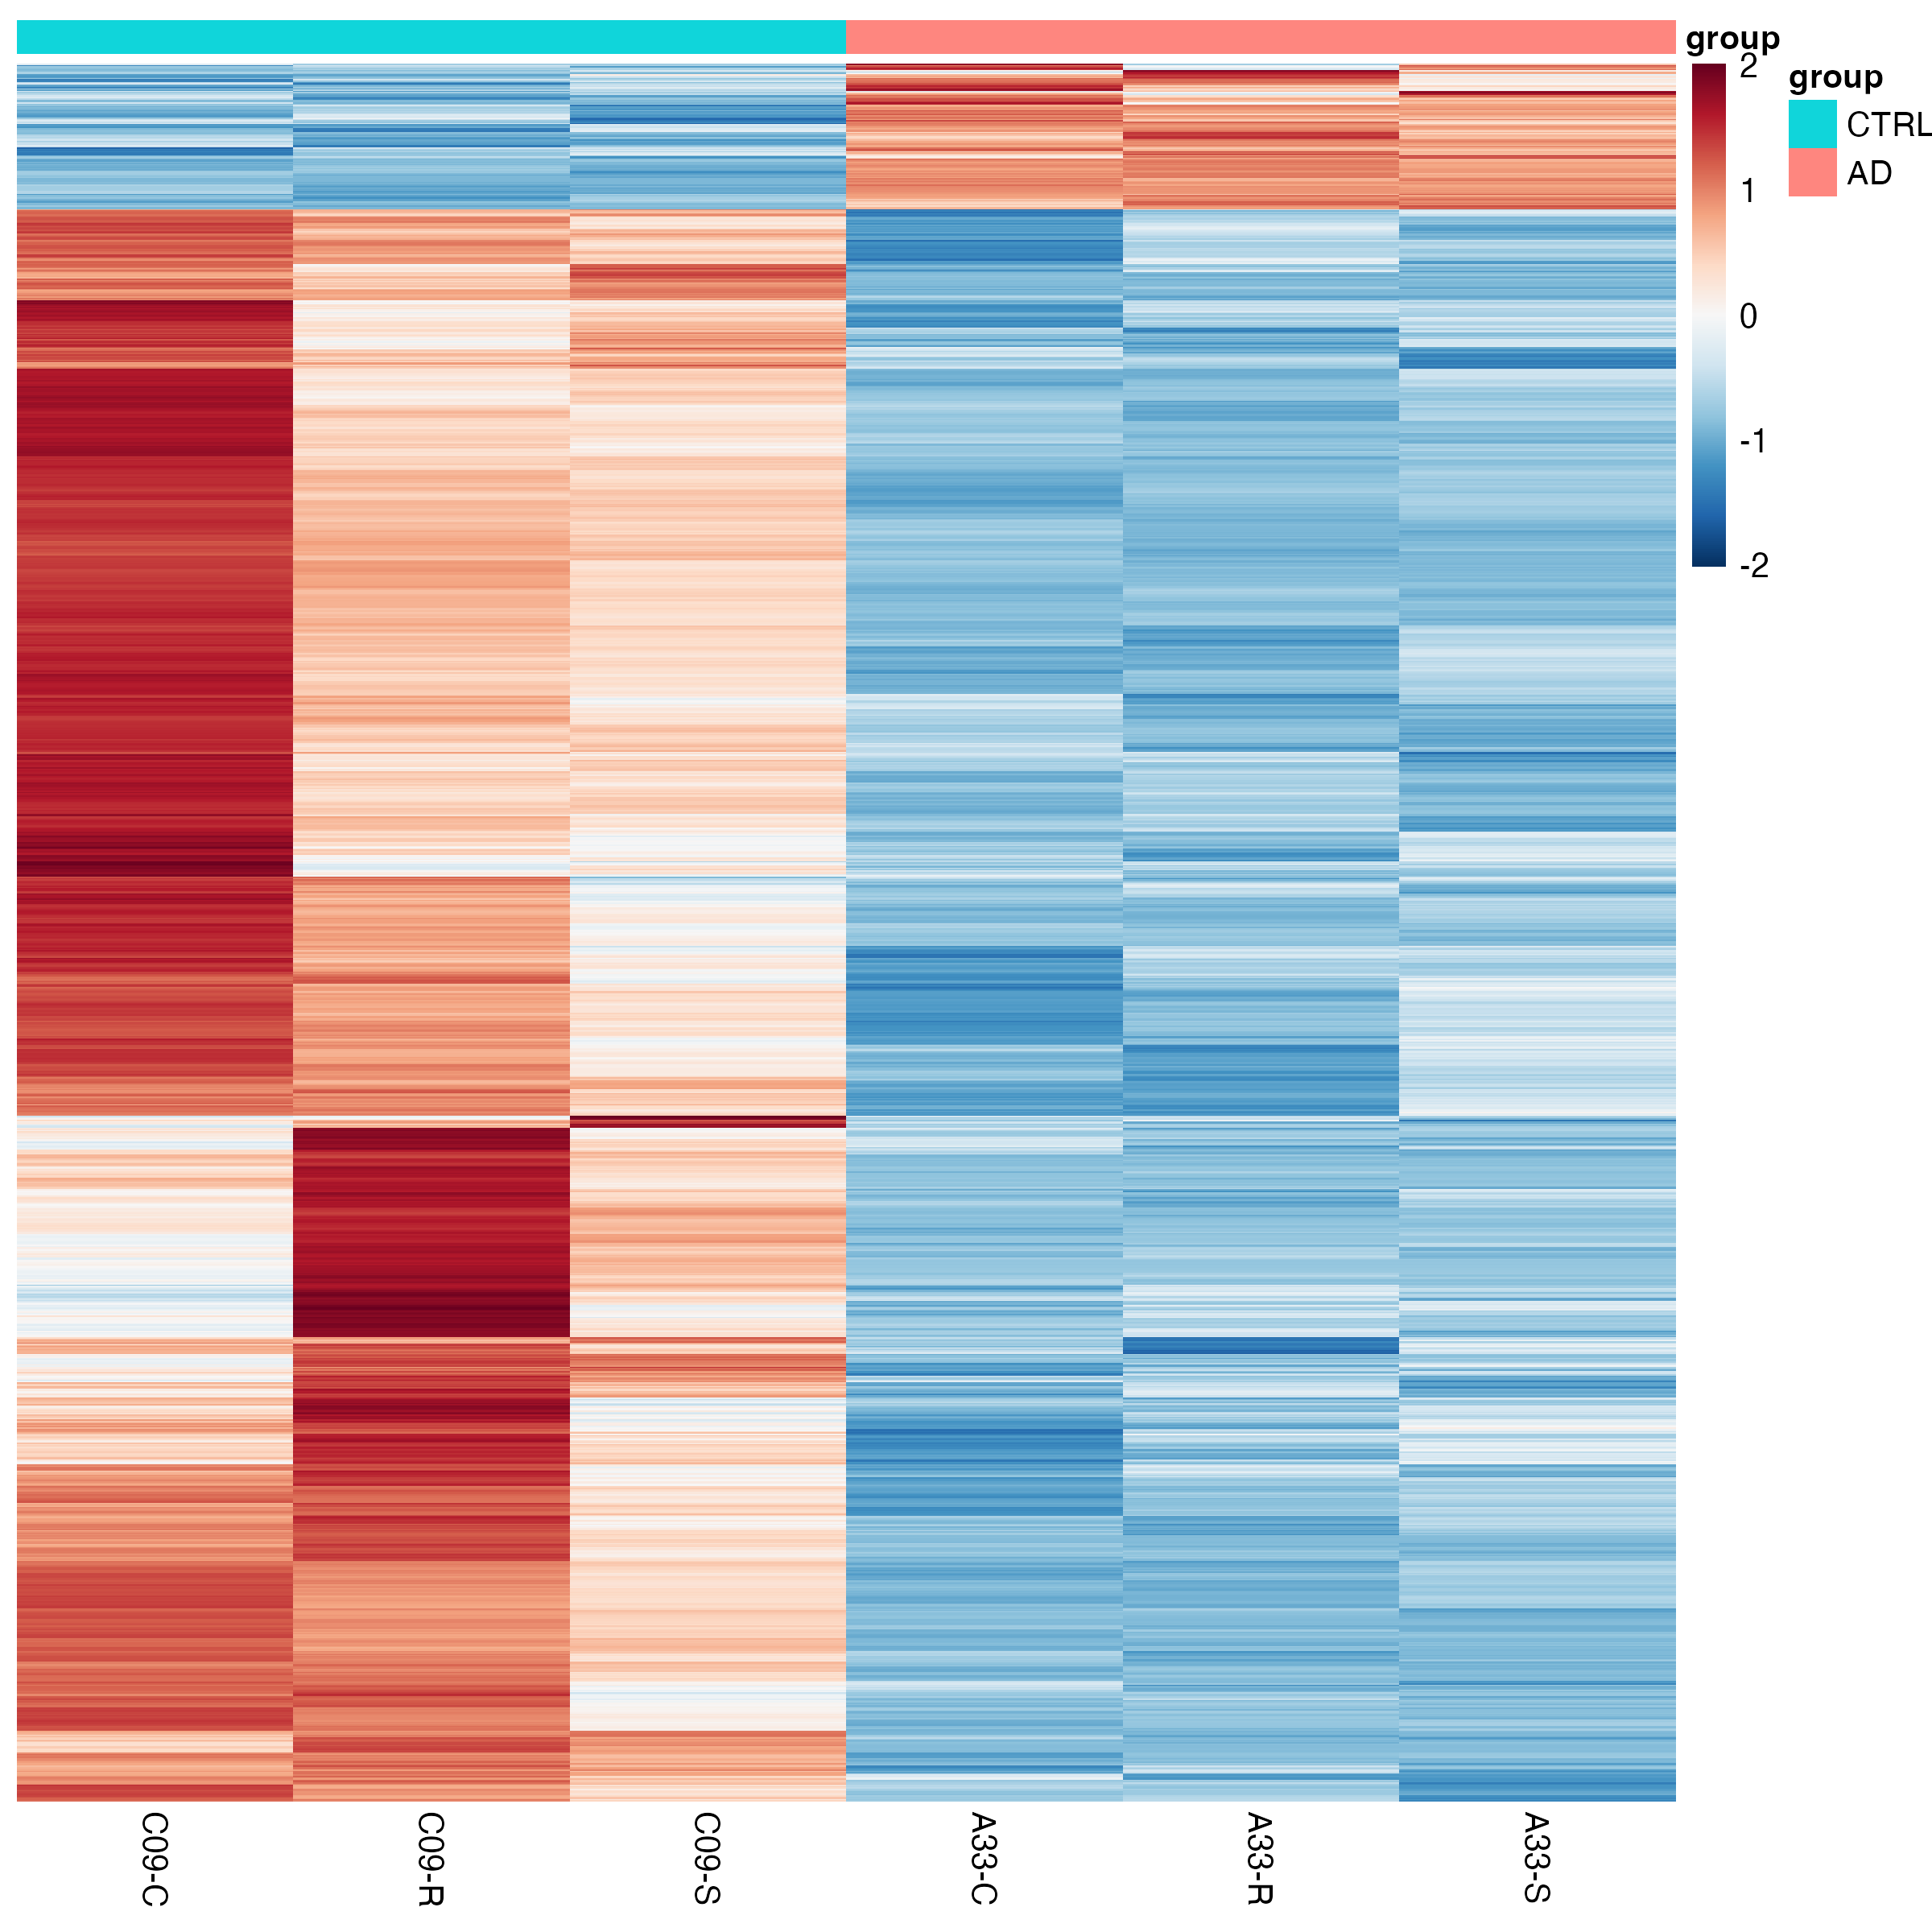 group
2
1
0
-1
-2
group
CTRL
AD
C09-C
C09-R
C09-S
A33-C
A33-R
A33-S